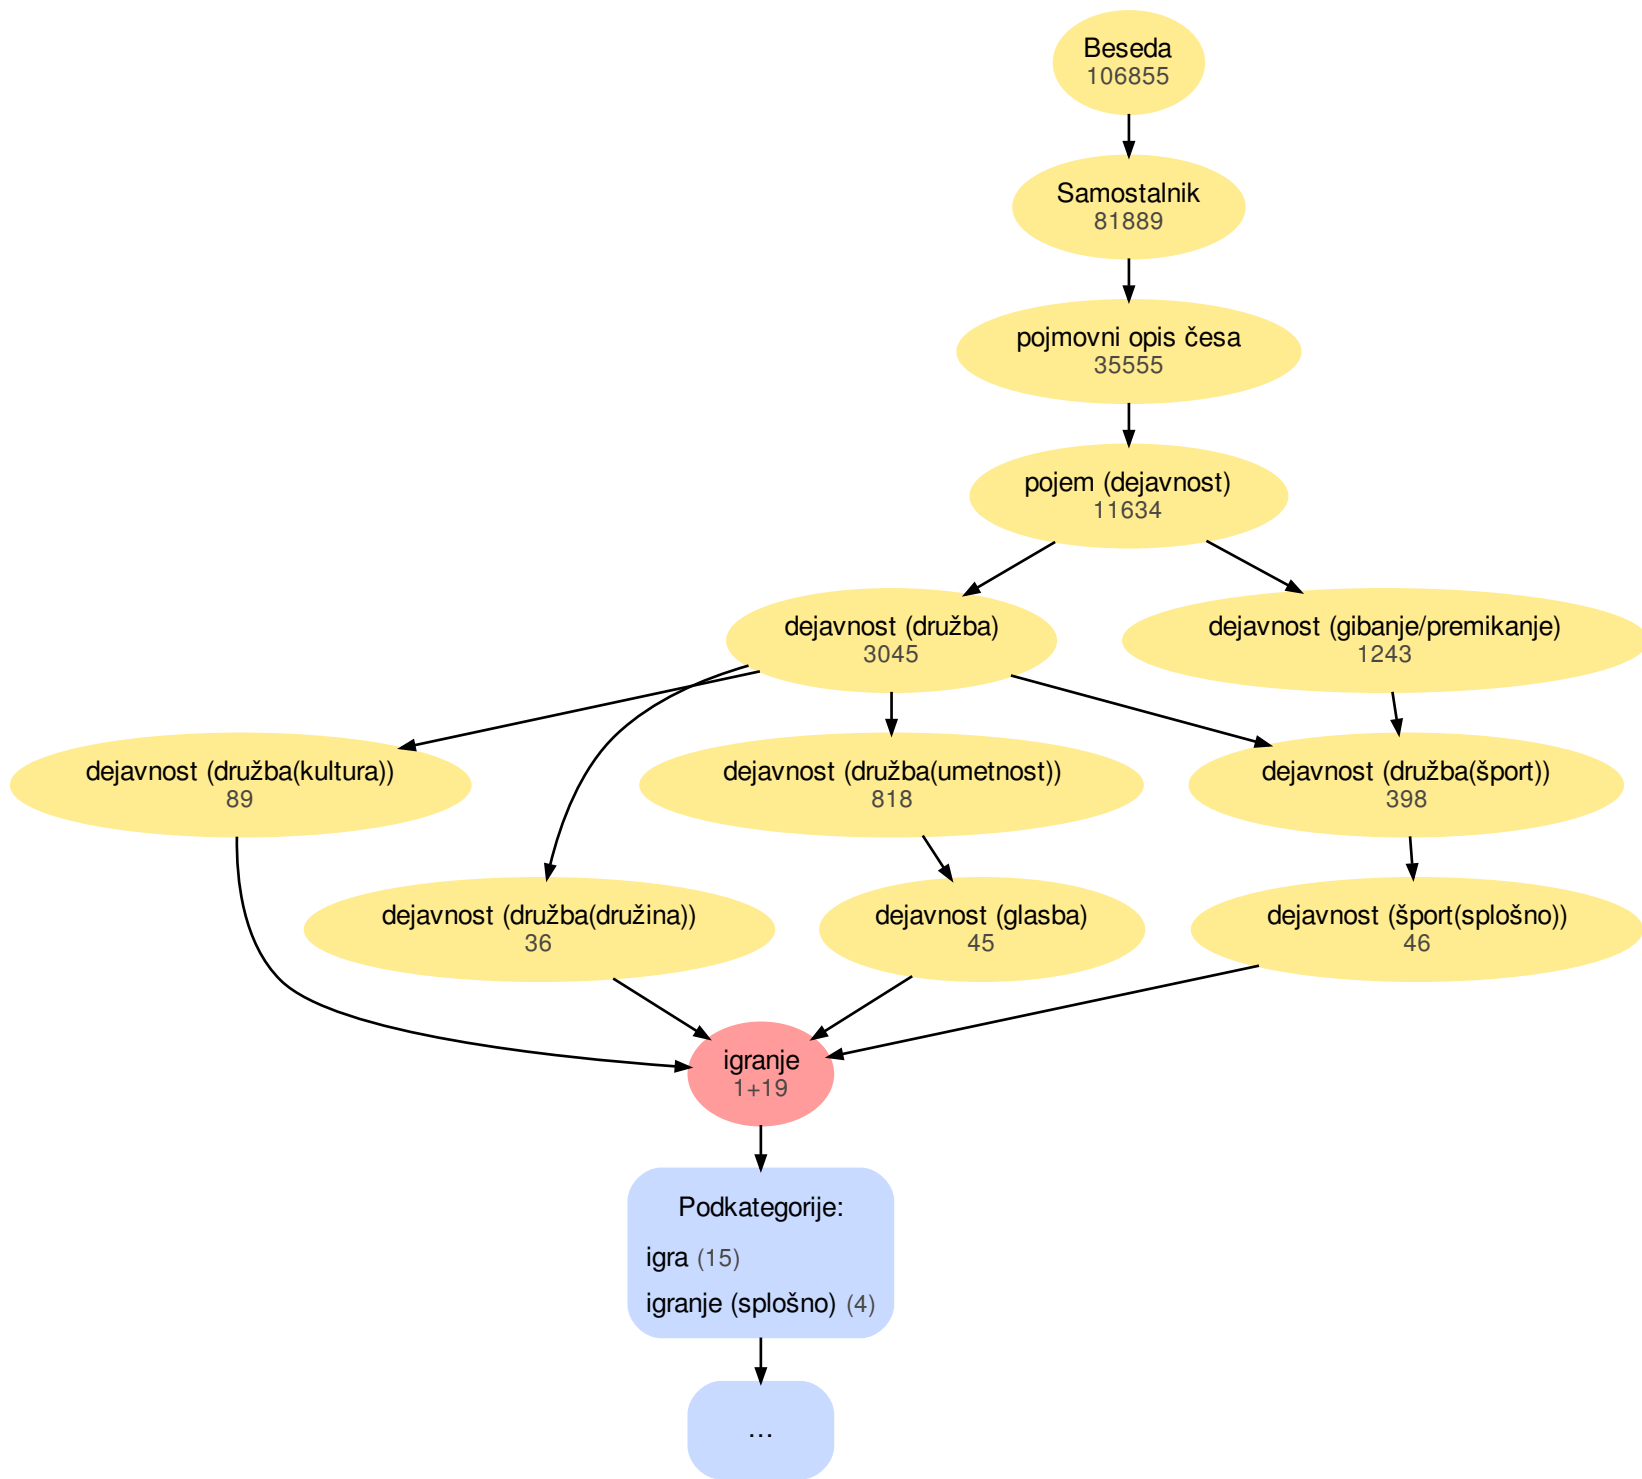 Beseda
106855
Samostalnik
81889
pojmovni opis česa
35555
pojem (dejavnost)
11634
dejavnost (družba)
3045
dejavnost (gibanje/premikanje)
1243
dejavnost (družba(kultura))
89
dejavnost (družba(umetnost))
818
dejavnost (družba(šport))
398
dejavnost (družba(družina))
36
dejavnost (glasba)
45
dejavnost (šport(splošno))
46
igranje
1+19
Podkategorije:
igra (15)
igranje (splošno) (4)
…